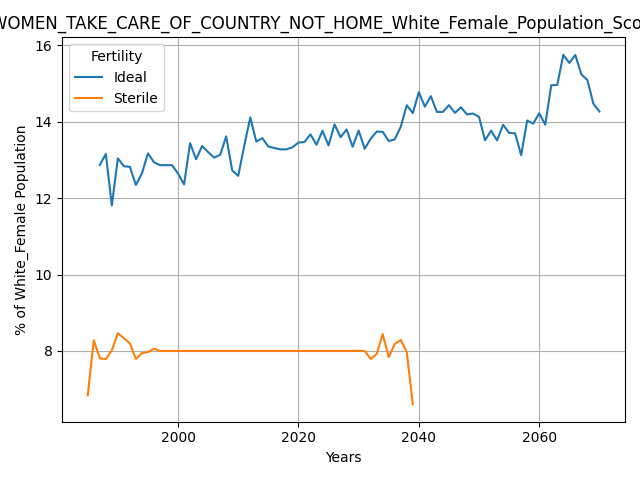 WOMEN_TAKE_CARE_OF_COUNTRY_NOT_HOME_White_Female_Population_Sco
Fertility
Ideal
Sterile
% of White_Female Population
16
14
12
10
8
2000 2020 2040 2060
Years